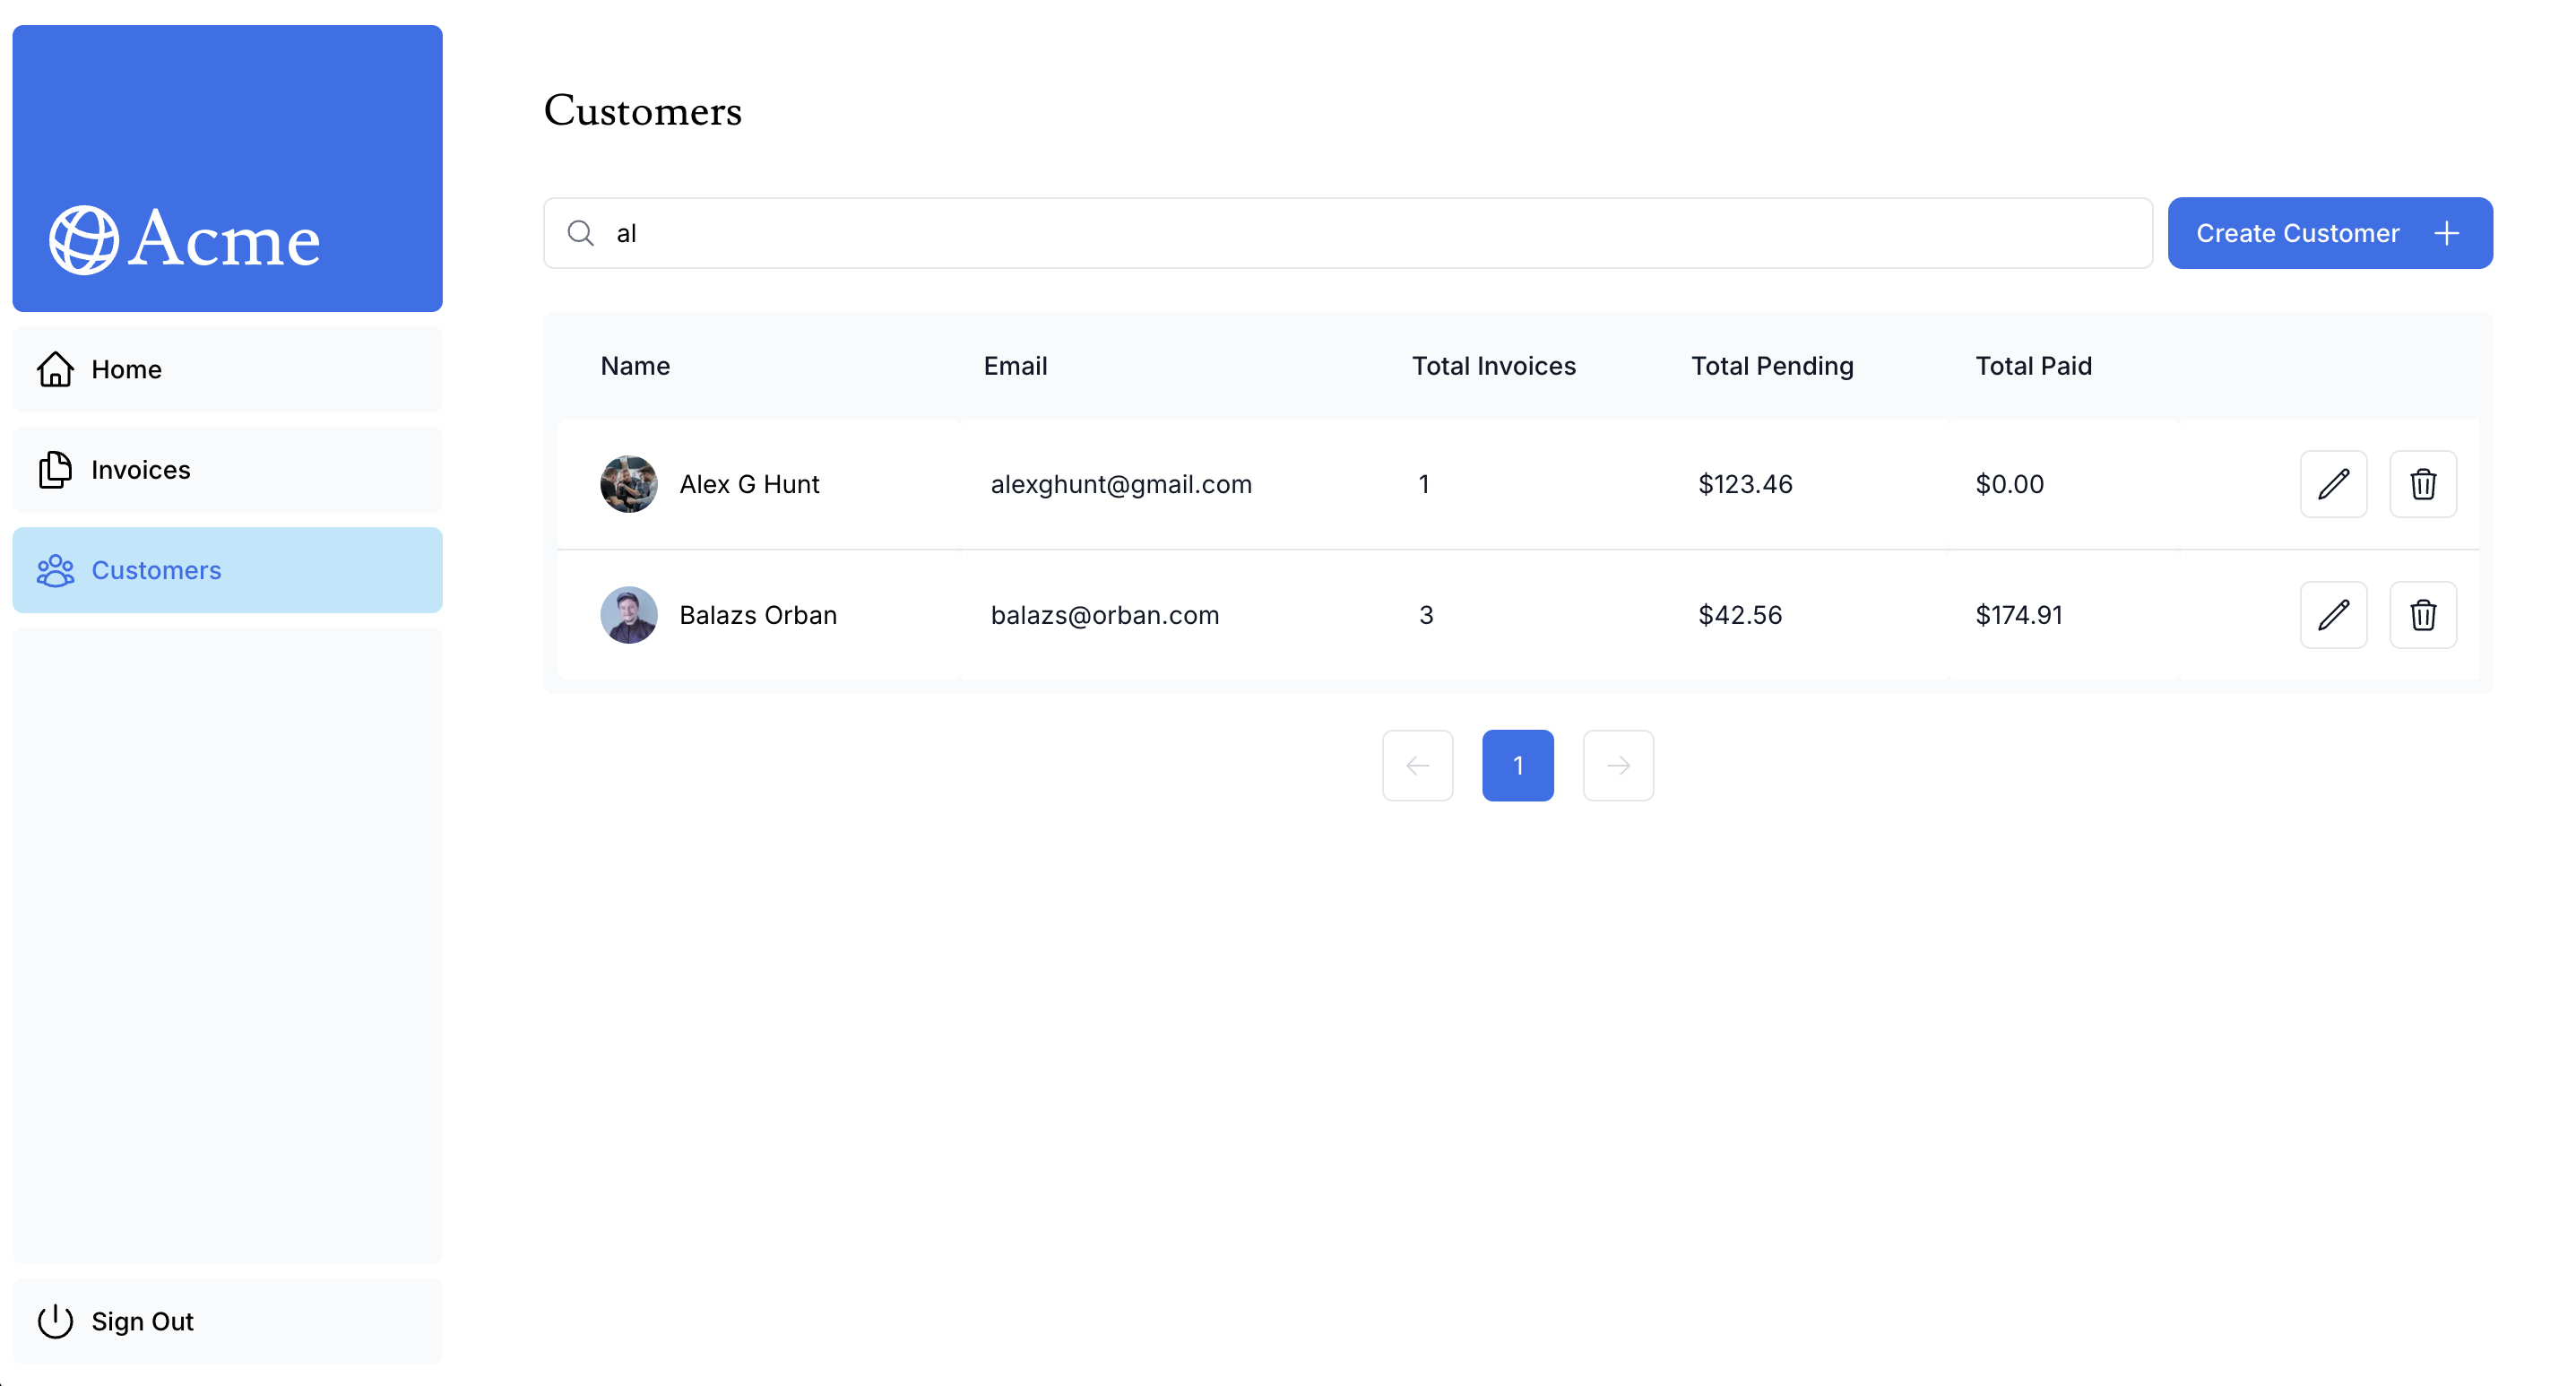 Acme
Home
Invoices
Customers
Sign Out
Customers
al
Create Customer
Name Email Total Invoices Total Pending Total Paid
Alex G Hunt alexghunt@gmail.com 1 $123.46 $0.00
Balazs Orban balazs@orban.com 3 $42.56 $174.91
1